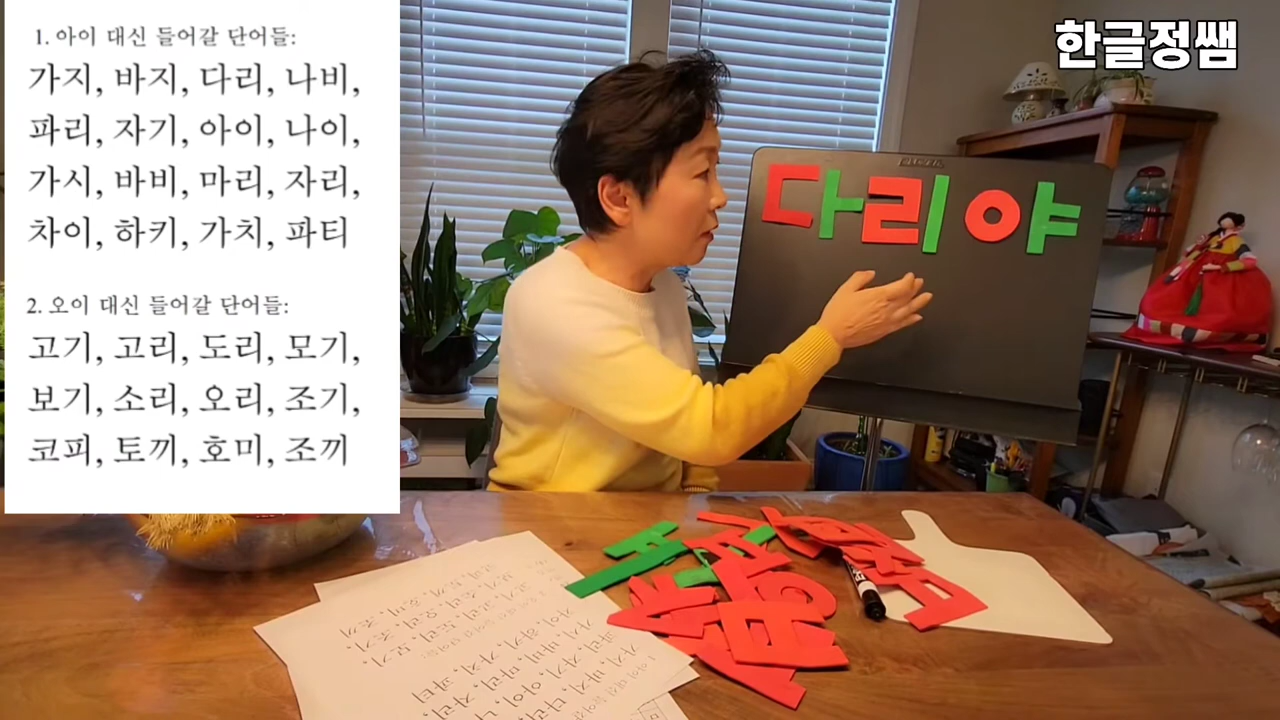 1. 아이 대신 들어갈 단어들:
가지, 바지, 다리, 나비,
파리, 자기, 아이, 나이,
가시, 바비, 마리, 자리,
차이, 하키, 가치, 파티
2. 오이 대신 들어갈 단어들:
고기, 고리, 도리, 모기,
보기, 소리, 오리, 조기,
코피, 토끼, 호미, 조끼
한글정쌤
다리야